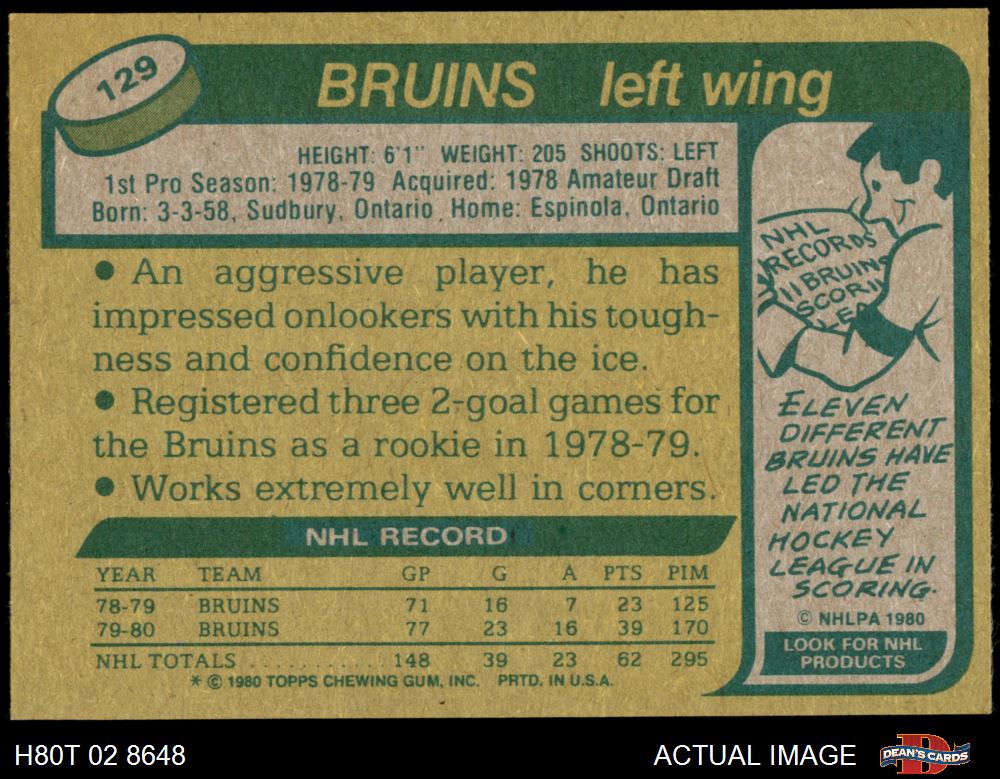 129
BRUINS left wing
HEIGHT: 6'1" WEIGHT: 205 SHOOTS: LEFT
1st Pro Season: 1978-79 Acquired: 1978 Amateur Draft
Born: 3-3-58, Sudbury, Ontario Home: Espinola, Ontario
● An aggressive player, he has
impressed onlookers with his tough-
ness and confidence on the ice.
● Registered three 2-goal games for
the Bruins as a rookie in 1978-79.
● Works extremely well in corners.
NHL RECORD
YEAR TEAM GP G A PTS PIM
78-79 BRUINS 71 16 7 23 125
79-80 BRUINS 77 23 16 39 170
NHL TOTALS . . . . . . . . . . . . 148 39 23 62 295
* © 1980 TOPPS CHEWING GUM, INC. PRTD. IN U.S.A.
NHL
RECORDS
11 BRUINS
SCORIN
LEA
ELEVEN
DIFFERENT
BRUINS HAVE
LED THE
NATIONAL
HOCKEY
LEAGUE IN
SCORING.
© NHLPA 1980
LOOK FOR NHL
PRODUCTS
H80T 02 8648
ACTUAL IMAGE
D
DEAN'S CARDS